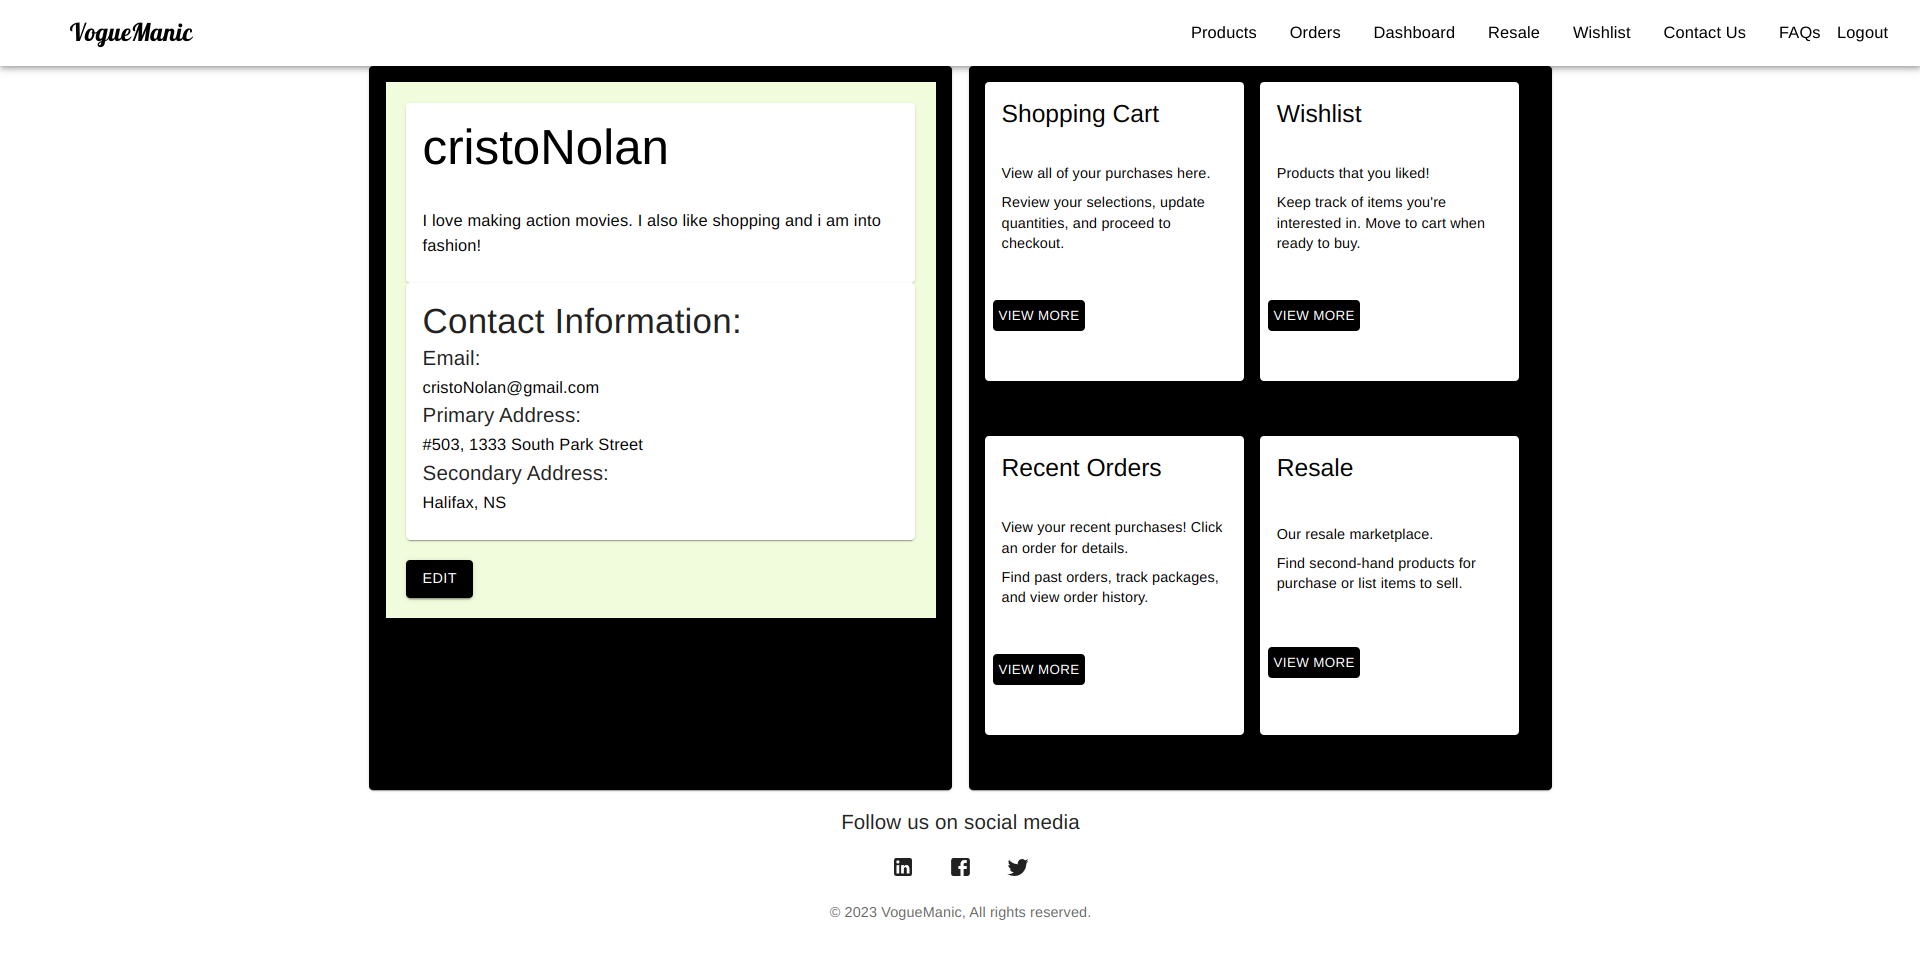 VogueManic
Products Orders Dashboard Resale Wishlist Contact Us FAQs Logout
cristoNolan
I love making action movies. I also like shopping and i am into
fashion!
Contact Information:
Email:
cristoNolan@gmail.com
Primary Address:
#503, 1333 South Park Street
Secondary Address:
Halifax, NS
EDIT
Shopping Cart
View all of your purchases here.
Review your selections, update
quantities, and proceed to
checkout.
VIEW MORE
Wishlist
Products that you liked!
Keep track of items you're
interested in. Move to cart when
ready to buy.
VIEW MORE
Recent Orders
View your recent purchases! Click
an order for details.
Find past orders, track packages,
and view order history.
VIEW MORE
Resale
Our resale marketplace.
Find second-hand products for
purchase or list items to sell.
VIEW MORE
Follow us on social media
© 2023 VogueManic, All rights reserved.